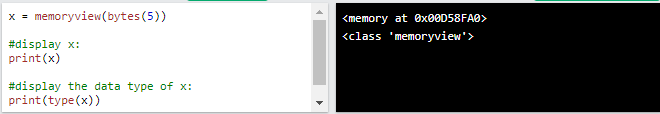 x = memoryview(bytes(5))
#display x:
print(x)
#display the data type of x:
print(type(x))
<memory at 0x00D58FA0>
<class 'memoryview'>